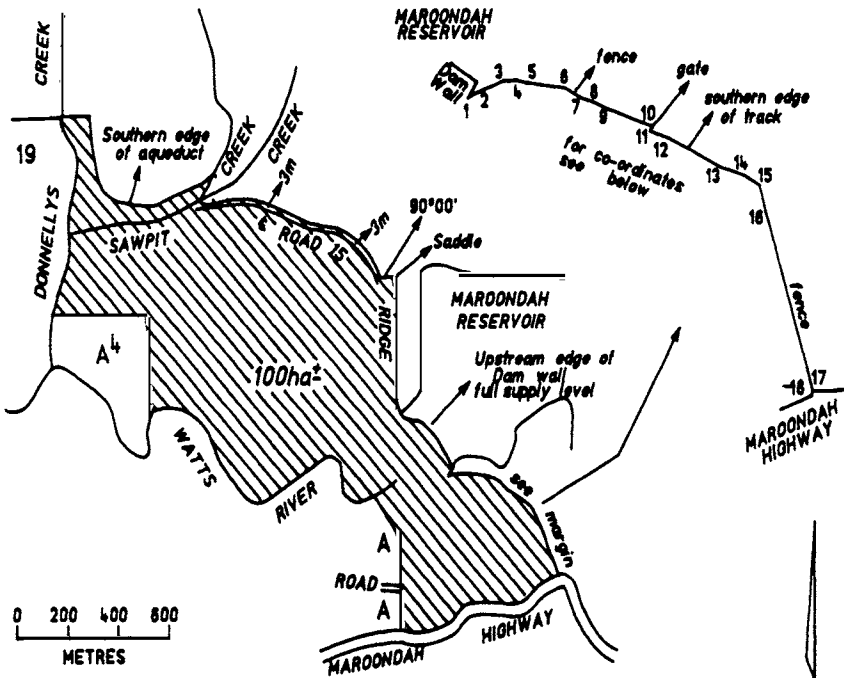 MAROONDAH
RESERVOIR
CREEK
Dam
Wall
1
2
3
4
5
6
7
8
9
10
11
12
13
14
15
16
17
18
fence
gate
southern edge
of track
for co-ordinates
see below
fence
MAROONDAH
HIGHWAY
19
Southern edge
of aqueduct
CREEK
CREEK
3m
3m
90°00'
Saddle
DONNELLYS
SAWPIT
ROAD
15
RIDGE
MAROONDAH
RESERVOIR
A4
100ha±
Upstream edge of
Dam wall
full supply level
WATTS
RIVER
see margin
A
ROAD
A
0 200 400 600
METRES
MAROONDAH
HIGHWAY